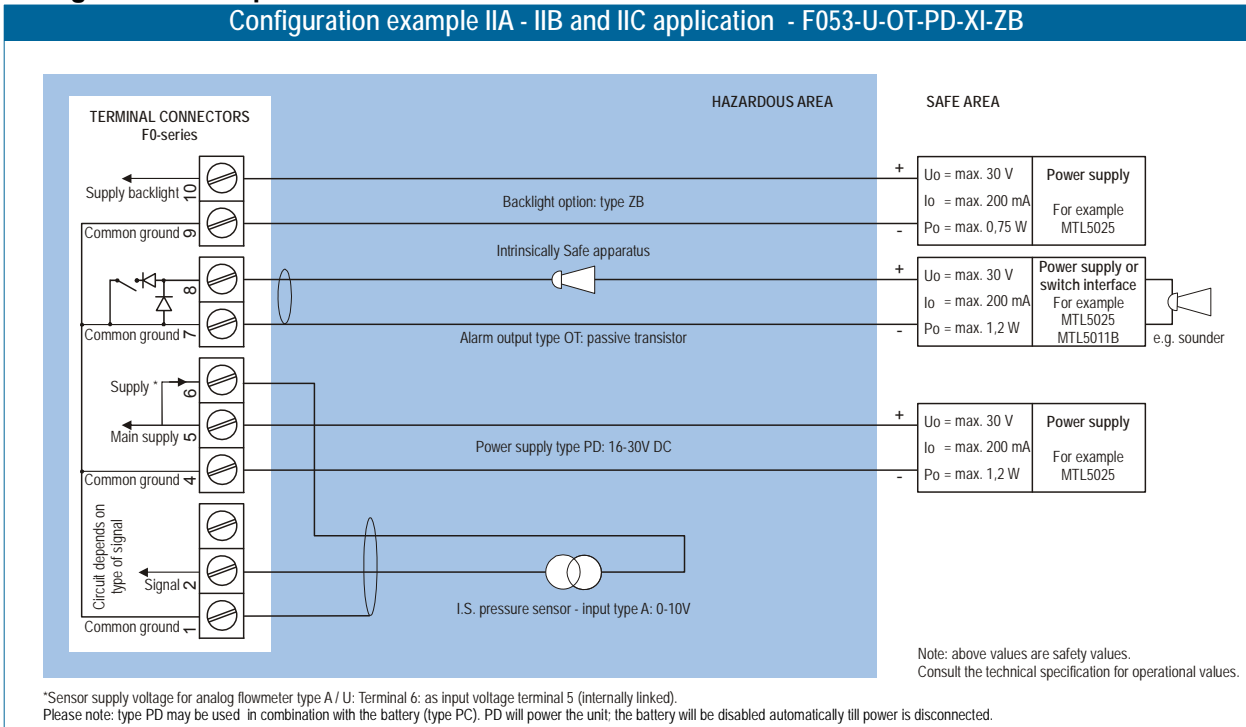 Configuration example IIA - IIB and IIC application - F053-U-OT-PD-XI-ZB
TERMINAL CONNECTORS
F0-series
HAZARDOUS AREA
SAFE AREA
Supply backlight
10
Common ground
9
Backlight option: type ZB
+
-
Uo = max. 30 V
Io = max. 200 mA
Po = max. 0,75 W
Power supply
For example
MTL5025
Intrinsically Safe apparatus
8
Common ground
7
Alarm output type OT: passive transistor
+
-
Uo = max. 30 V
Io = max. 200 mA
Po = max. 1,2 W
Power supply or
switch interface
For example
MTL5025
MTL5011B
e.g. sounder
Supply *
6
Main supply
5
Common ground
4
Power supply type PD: 16-30V DC
+
-
Uo = max. 30 V
Io = max. 200 mA
Po = max. 1,2 W
Power supply
For example
MTL5025
Circuit depends on
type of signal
Signal
2
Common ground
1
I.S. pressure sensor - input type A: 0-10V
Note: above values are safety values.
Consult the technical specification for operational values.
*Sensor supply voltage for analog flowmeter type A / U: Terminal 6: as input voltage terminal 5 (internally linked).
Please note: type PD may be used in combination with the battery (type PC). PD will power the unit; the battery will be disabled automatically till power is disconnected.